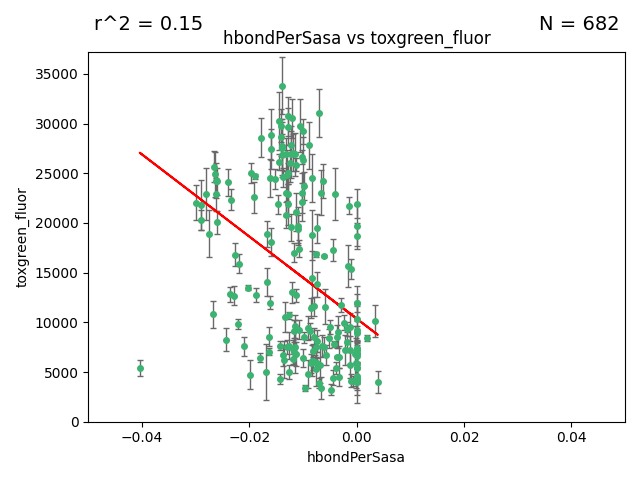 r^2 = 0.15
N = 682
hbondPerSasa vs toxgreen_fluor
35000
30000
25000
20000
15000
10000
5000
0
toxgreen_fluor
−0.04
−0.02
0.00
0.02
0.04
hbondPerSasa